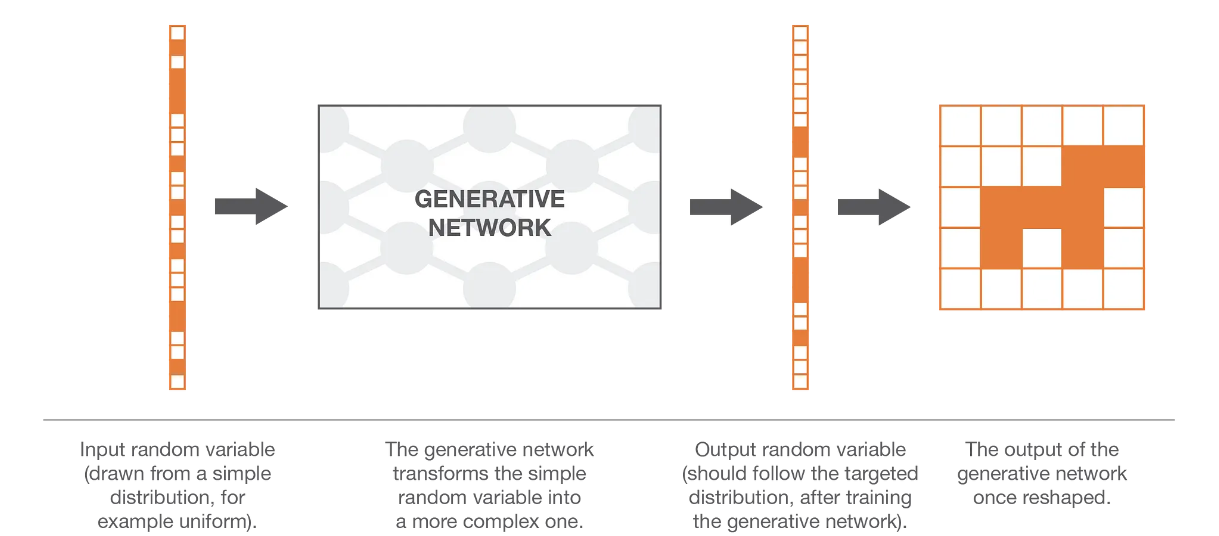 GENERATIVE
NETWORK
Input random variable
(drawn from a simple
distribution, for
example uniform).
The generative network
transforms the simple
random variable into
a more complex one.
Output random variable
(should follow the targeted
distribution, after training
the generative network).
The output of the
generative network
once reshaped.